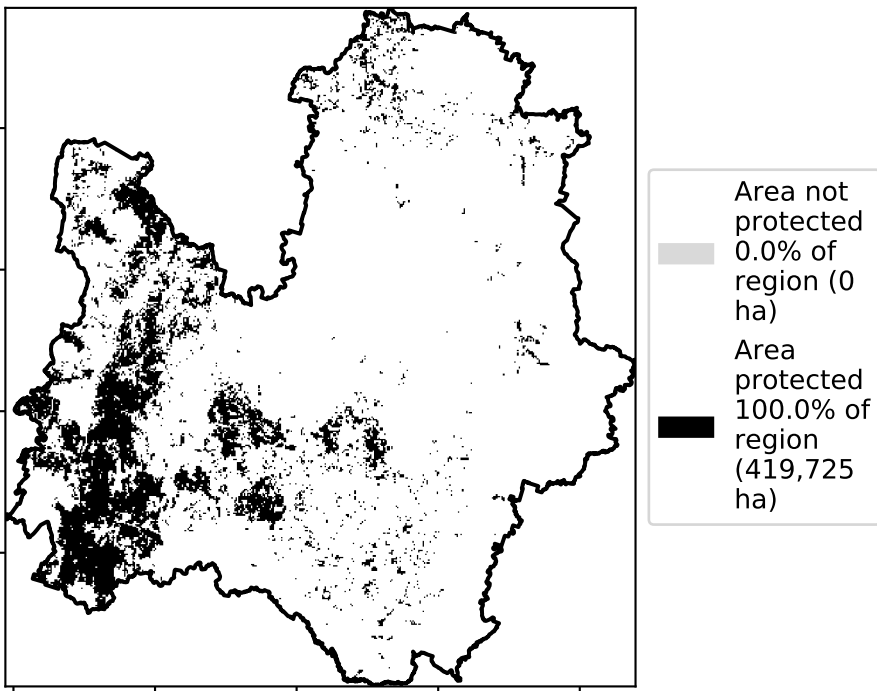 Area not
protected
0.0% of
region (0
ha)
Area
protected
100.0% of
region
(419,725
ha)